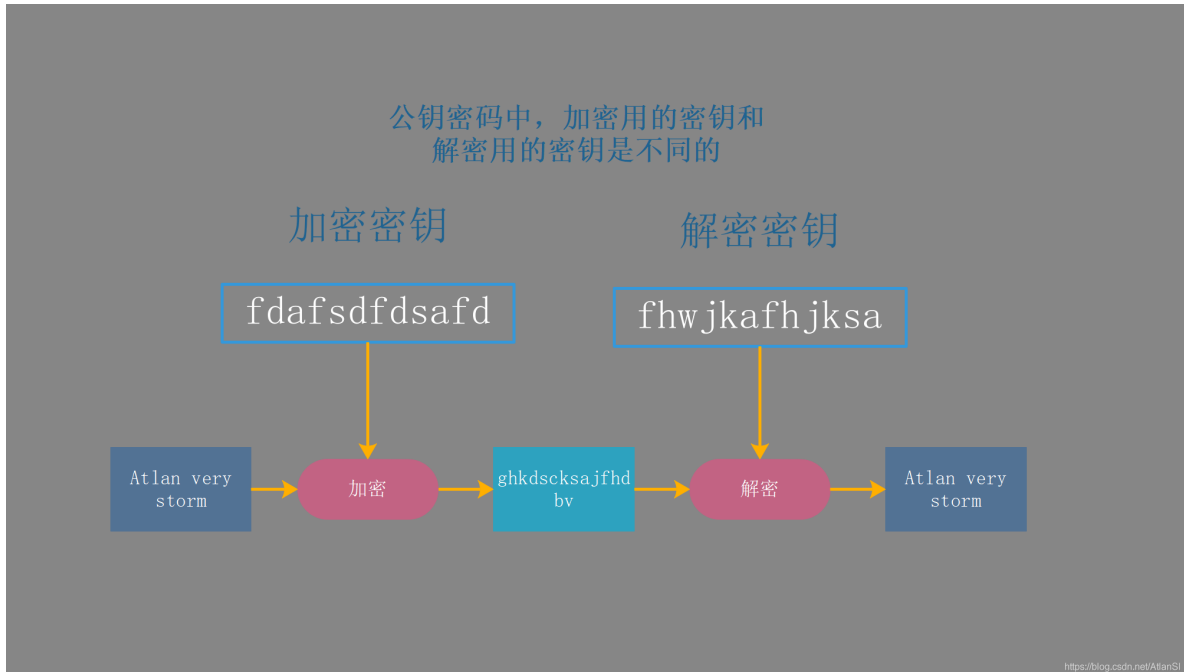 公钥密码中，加密用的密钥和
解密用的密钥是不同的
加密密钥
解密密钥
fdafsdfdsafd
fhwjkafhjksa
Atlan very
storm
加密
ghkdscksajfhd
bv
解密
Atlan very
storm
https://blog.csdn.net/AtlanSI